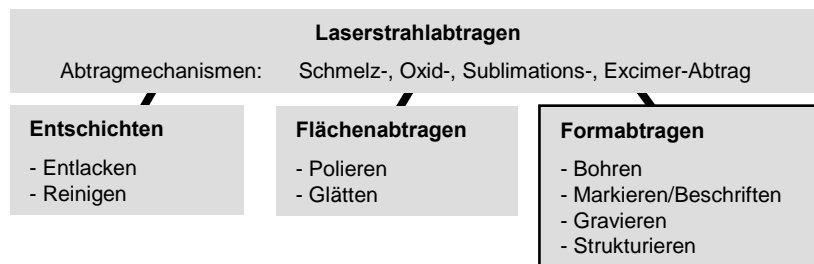 Laserstrahlabtragen
Abtragmechanismen: Schmelz-, Oxid-, Sublimations-, Excimer-Abtrag
Entschichten
- Entlacken
- Reinigen
Flächenabtragen
- Polieren
- Glätten
Formabtragen
- Bohren
- Markieren/Beschriften
- Gravieren
- Strukturieren